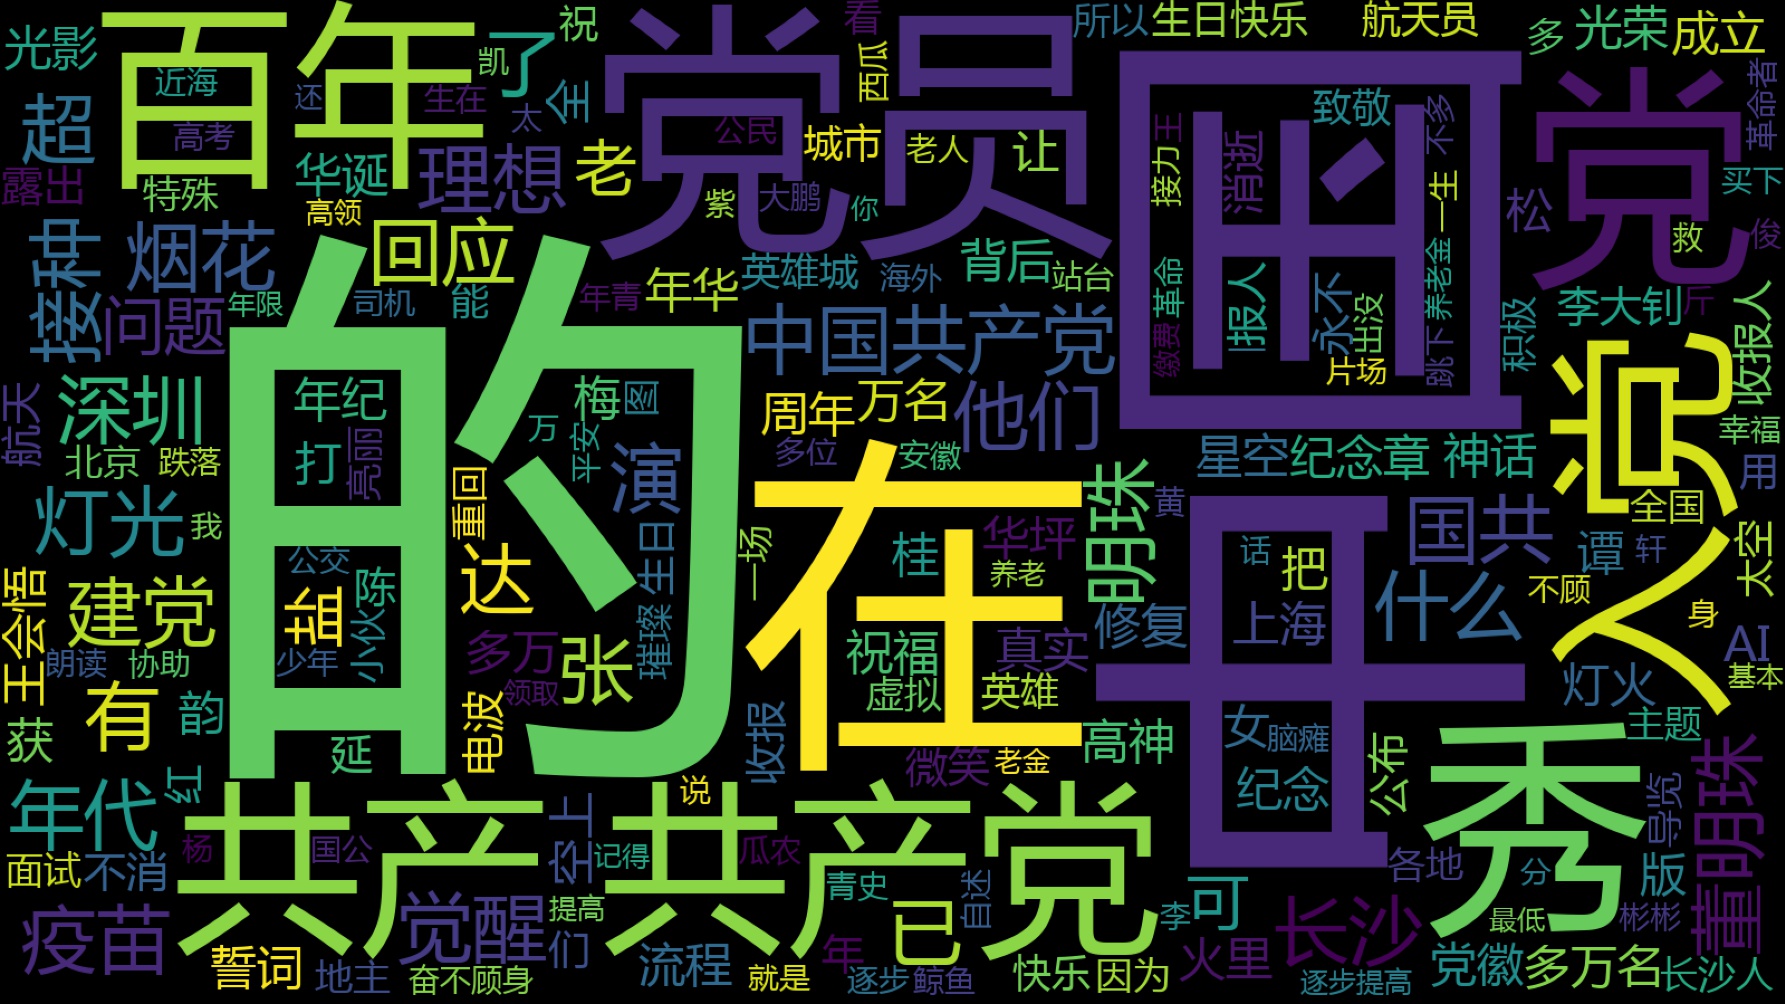 光影
百年
了
祝
凯
党员
看
西瓜
所以
生日快乐
航天员
多
光荣
成立
近海
还
生在
太
全
公民
城市
老人
让
国
致敬
不多
党
革命者
超
高考
华诞
理想
老
紫
大鹏
你
接力
王
消逝
一生
松
买下
露出
特殊
高领
救
俊
接种
烟花
回应
年华
英雄城
海外
背后
站台
革命
报人
永不
出没
养老金
积极
李大钊
斤
收报人
问题
年限
司机
能
年青
的
中国共产党
缴费
片场
跳下
入党
航天
深圳
年纪
梅
图
周年
万名
他们
幸福
北京
跌落
打
亮丽
万
平安
演
多位
安徽
星空
纪念章
神话
用
灯光
我
重回
在
明珠
黄
国共
全国
太空
公交
陈
达
生日
一场
桂
华坪
养老
中
话
把
谭
轩
王会悟
建党
盐
小伙
璀璨
修复
上海
什么
不顾
身
AI
朗读
协助
少年
多万
领取
张
祝福
真实
灯火
基本
有
韵
电波
虚拟
英雄
女
脑瘫
秀
主题
获
延
收报
微笑
高神
老金
纪念
公布
年代
红
共产
说
共产党
导览
董明珠
面试
不消
杨
国公
空上
记得
瓜农
各地
分
版
疫苗
觉醒
提高
青史
自述
李
可
长沙
最低
彬彬
誓词
地主
奋不顾身
们
流程
就是
年
逐步
已
鲸鱼
快乐
因为
火里
逐步提高
党徽
多万名
长沙人